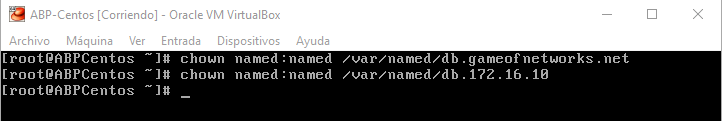 ABP-Centos [Corriendo] - Oracle VM VirtualBox
Archivo Máquina Ver Entrada Dispositivos Ayuda
[root@ABPCentos ~]# chown named:named /var/named/db.gameofnetworks.net
[root@ABPCentos ~]# chown named:named /var/named/db.172.16.10
[root@ABPCentos ~]# _